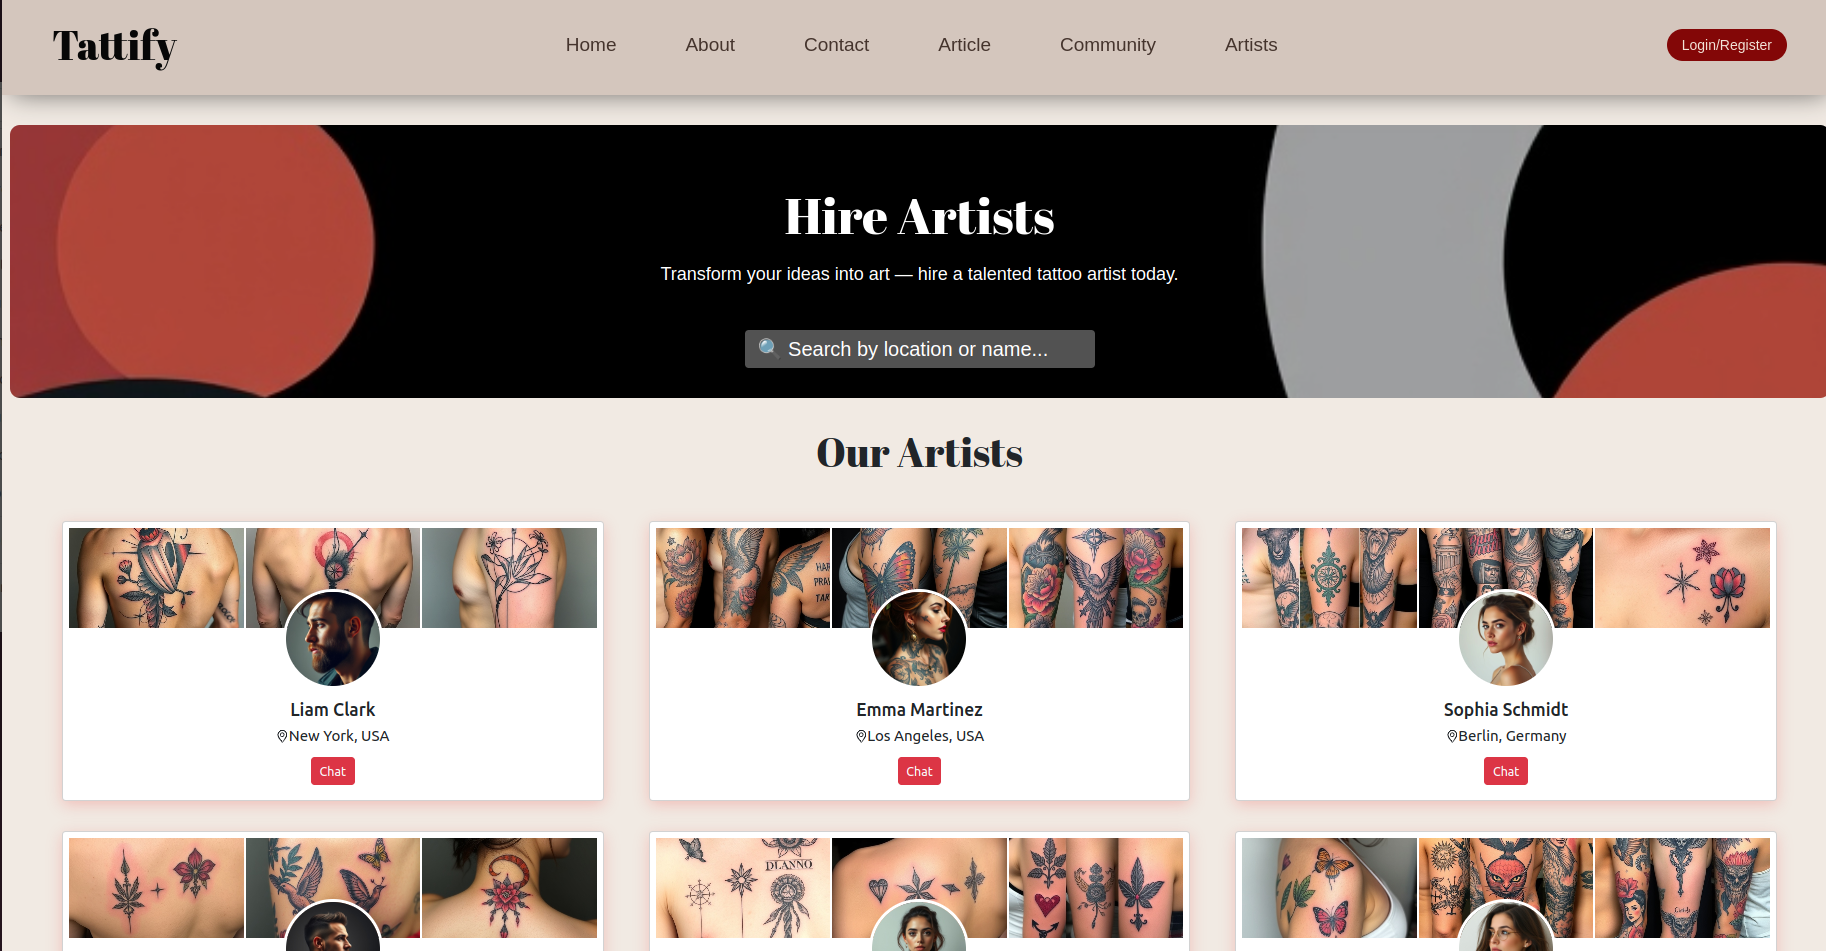 Tattify
Home About Contact Article Community Artists
Login/Register
Hire Artists
Transform your ideas into art — hire a talented tattoo artist today.
🔍 Search by location or name...
Our Artists
Liam Clark
New York, USA
Chat
Emma Martinez
Los Angeles, USA
Chat
Sophia Schmidt
Berlin, Germany
Chat
DLANNO